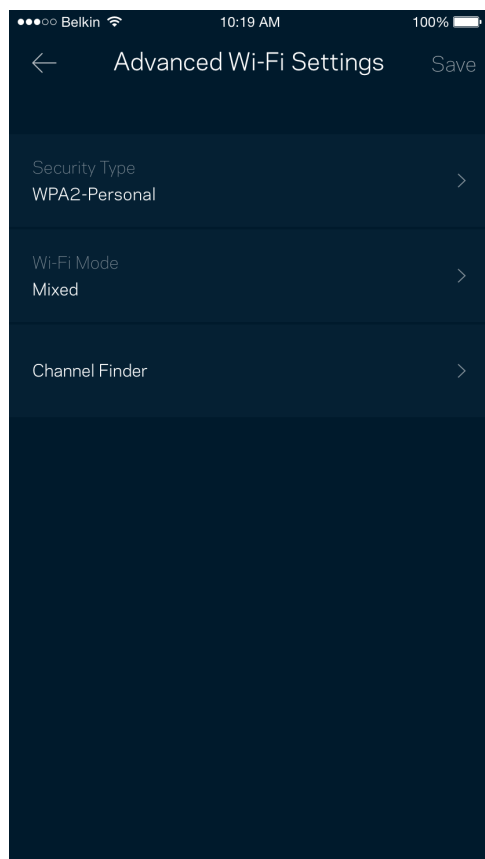 Belkin 10:19 AM 100%
Advanced Wi-Fi Settings Save
Security Type
WPA2-Personal
Wi-Fi Mode
Mixed
Channel Finder